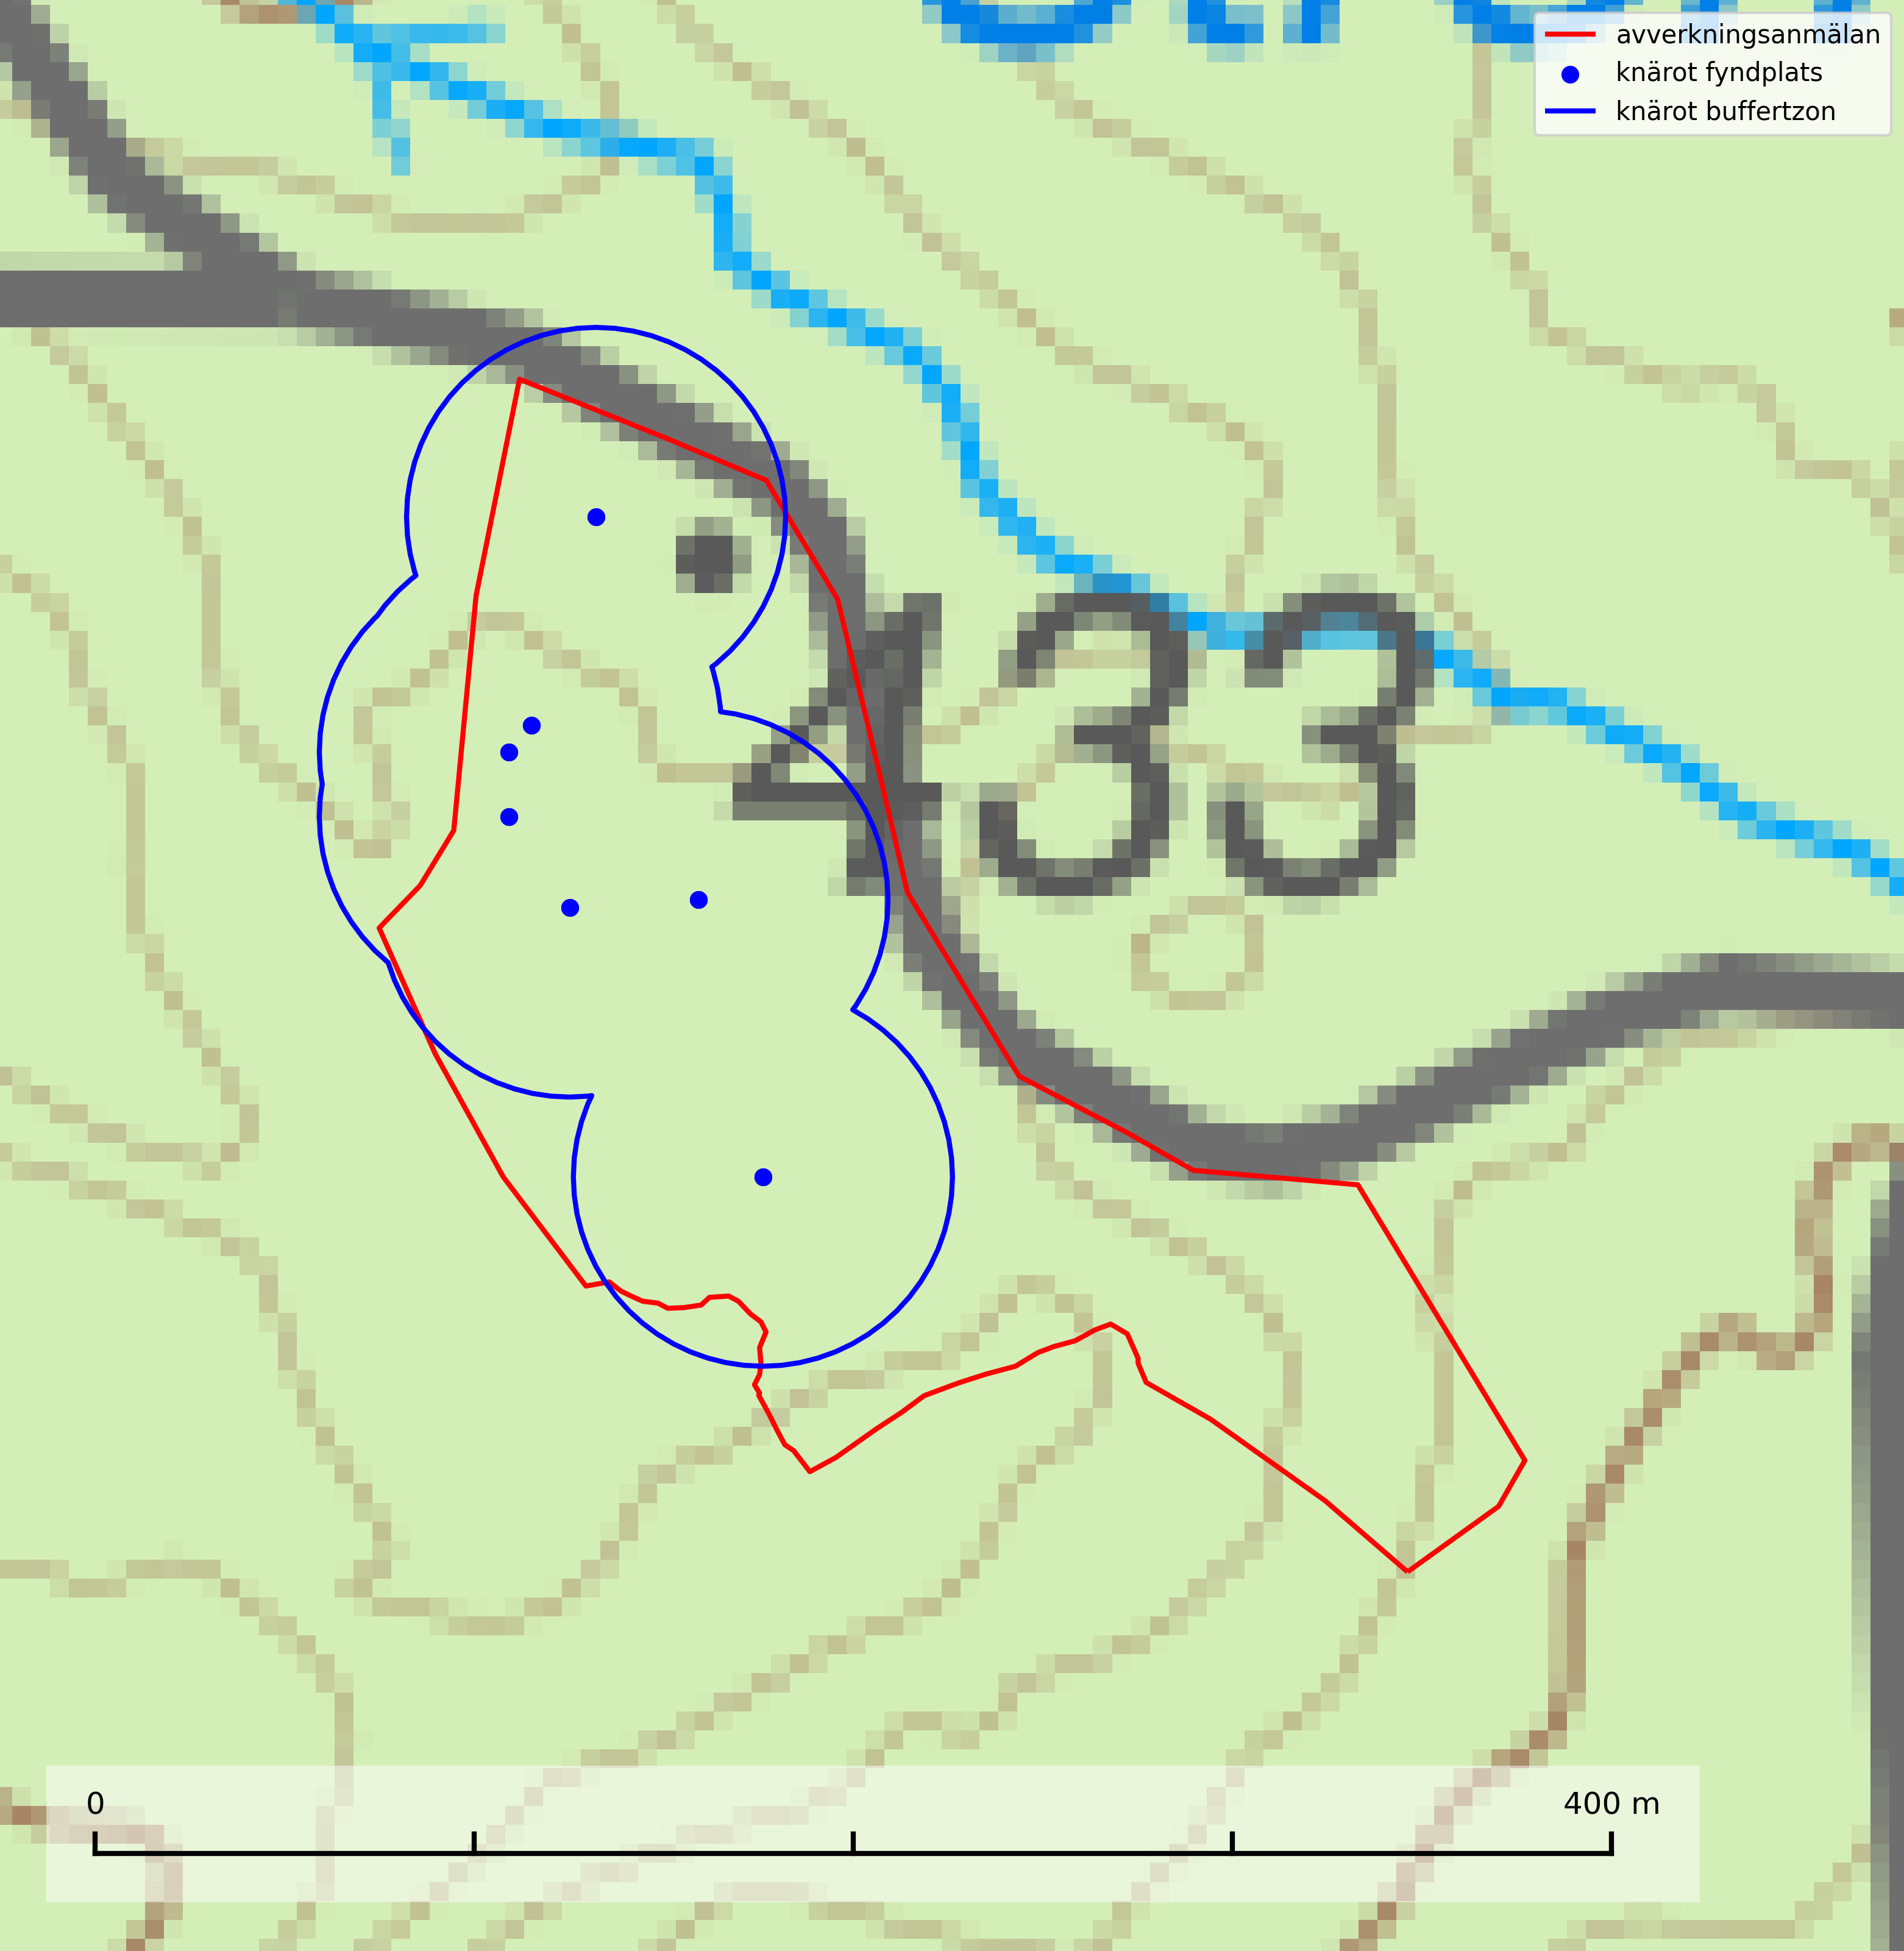 avverkningsanmälan
knärot fyndplats
knärot buffertzon
433
0 400 m